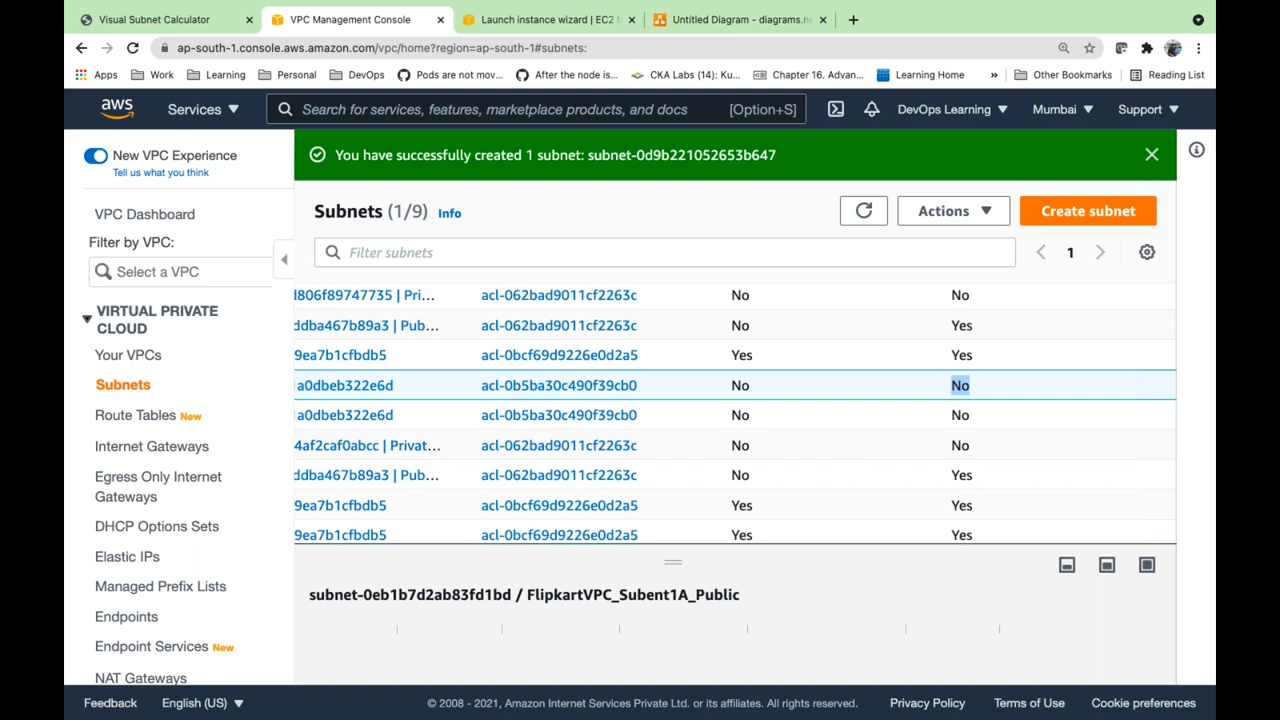 Visual Subnet Calculator
VPC Management Console
Launch instance wizard | EC2
Untitled Diagram - diagrams.ne
ap-south-1.console.aws.amazon.com/vpc/home?region=ap-south-1#subnets:
Apps Work Learning Personal DevOps Pods are not mov... After the node is... CKA Labs (14): Ku... Chapter 16. Advan... Learning Home » Other Bookmarks Reading List
aws Services Search for services, features, marketplace products, and docs [Option+S] DevOps Learning Mumbai Support
New VPC Experience
Tell us what you think
VPC Dashboard
Filter by VPC:
Select a VPC
VIRTUAL PRIVATE CLOUD
Your VPCs
Subnets
Route Tables New
Internet Gateways
Egress Only Internet Gateways
DHCP Options Sets
Elastic IPs
Managed Prefix Lists
Endpoints
Endpoint Services New
NAT Gateways
You have successfully created 1 subnet: subnet-0d9b221052653b647
Subnets (1/9) Info
Actions
Create subnet
Filter subnets
1
d806f89747735 | Pri... acl-062bad9011cf2263c No No
ddba467b89a3 | Pub... acl-062bad9011cf2263c No Yes
9ea7b1cfbdb5 acl-0bcf69d9226e0d2a5 Yes Yes
a0dbeb322e6d acl-0b5ba30c490f39cb0 No No
a0dbeb322e6d acl-0b5ba30c490f39cb0 No No
4af2caf0abcc | Privat... acl-062bad9011cf2263c No No
ddba467b89a3 | Pub... acl-062bad9011cf2263c No Yes
9ea7b1cfbdb5 acl-0bcf69d9226e0d2a5 Yes Yes
9ea7b1cfbdb5 acl-0bcf69d9226e0d2a5 Yes Yes
subnet-0eb1b7d2ab83fd1bd / FlipkartVPC_Subent1A_Public
Feedback English (US) © 2008 - 2021, Amazon Internet Services Private Ltd. or its affiliates. All rights reserved. Privacy Policy Terms of Use Cookie preferences